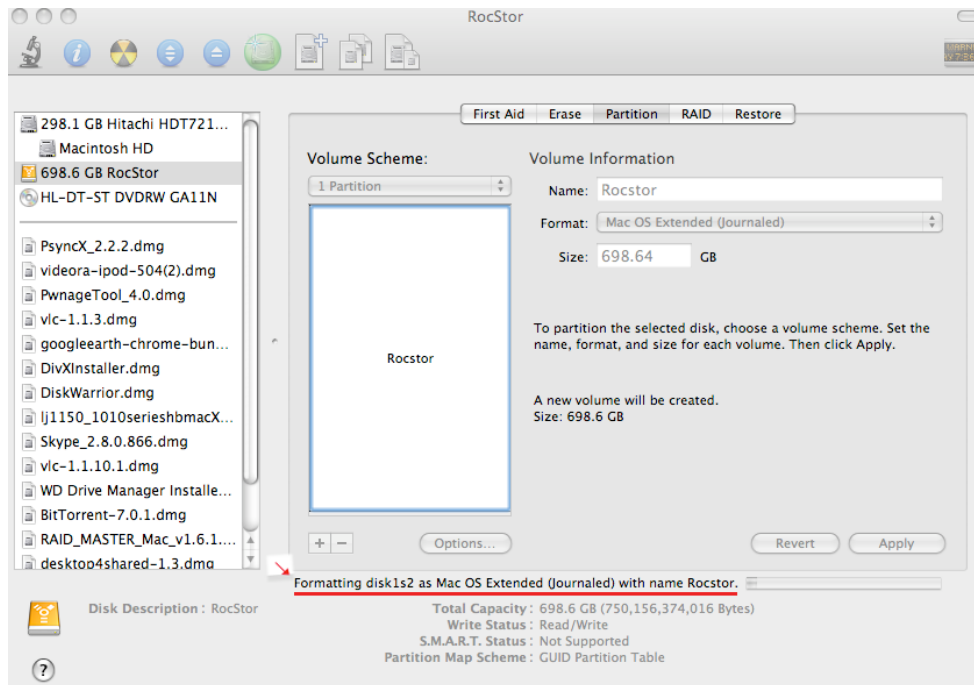 RocStor
First Aid
Erase
Partition
RAID
Restore
298.1 GB Hitachi HDT721...
Macintosh HD
698.6 GB RocStor
HL-DT-ST DVDRW GA11N
PsyncX_2.2.2.dmg
videora-ipod-504(2).dmg
PwnageTool_4.0.dmg
vlc-1.1.3.dmg
googleearth-chrome-bun...
DivXInstaller.dmg
DiskWarrior.dmg
lj1150_1010serieshbmacX...
Skype_2.8.0.866.dmg
vlc-1.1.10.1.dmg
WD Drive Manager Installe...
BitTorrent-7.0.1.dmg
RAID_MASTER_Mac_v1.6.1....
desktop4shared-1.3.dmg
Volume Scheme:
1 Partition
Rocstor
+ −
Options...
Volume Information
Name: Rocstor
Format: Mac OS Extended (Journaled)
Size: 698.64 GB
To partition the selected disk, choose a volume scheme. Set the
name, format, and size for each volume. Then click Apply.
A new volume will be created.
Size: 698.6 GB
Revert
Apply
Formatting disk1s2 as Mac OS Extended (Journaled) with name Rocstor.
Disk Description : RocStor
Total Capacity : 698.6 GB (750,156,374,016 Bytes)
Write Status : Read/Write
S.M.A.R.T. Status : Not Supported
Partition Map Scheme : GUID Partition Table
?